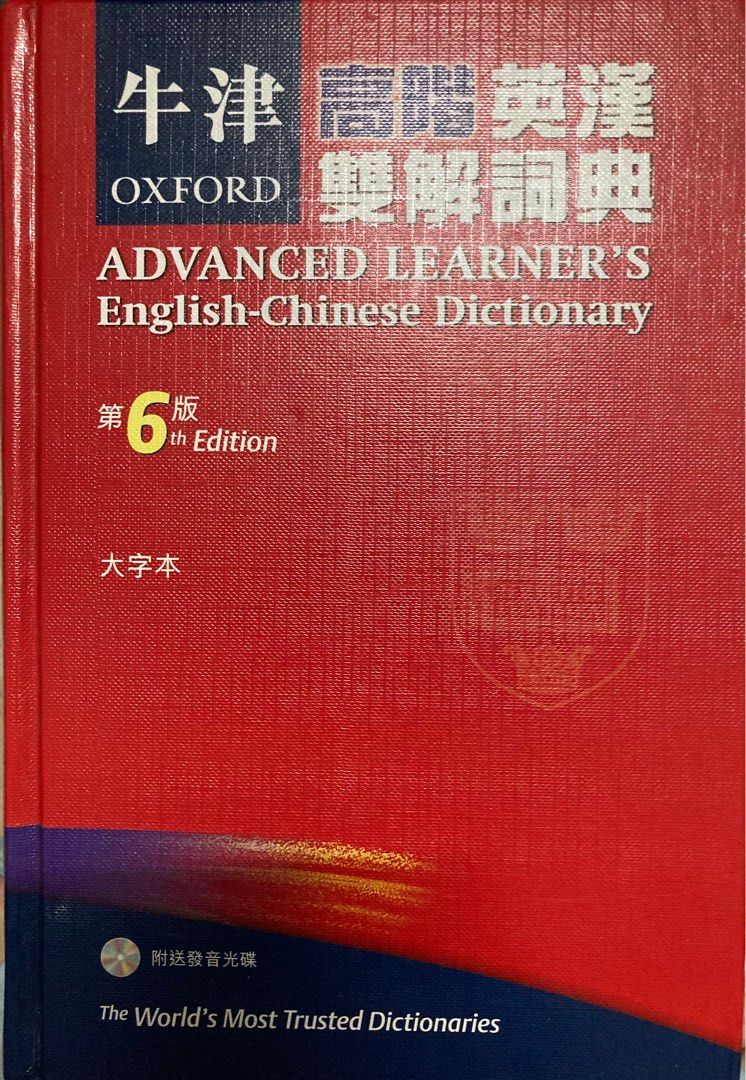 牛津
OXFORD
高階英漢
雙解詞典
ADVANCED LEARNER'S
English-Chinese Dictionary
第6版
th Edition
大字本
附送發音光碟
The World's Most Trusted Dictionaries